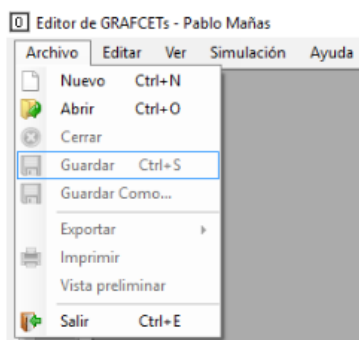 0 Editor de GRAFCETs - Pablo Mañas
Archivo Editar Ver Simulación Ayuda
Nuevo Ctrl+N
Abrir Ctrl+O
Cerrar
Guardar Ctrl+S
Guardar Como...
Exportar
Imprimir
Vista preliminar
Salir Ctrl+E